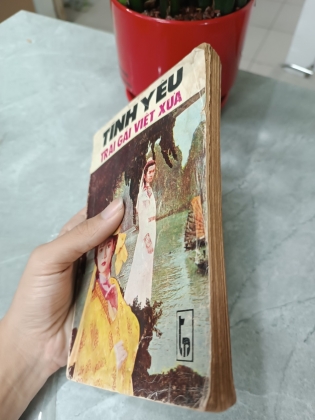 TÌNH YÊU
TRAI GÁI VIỆT XƯA